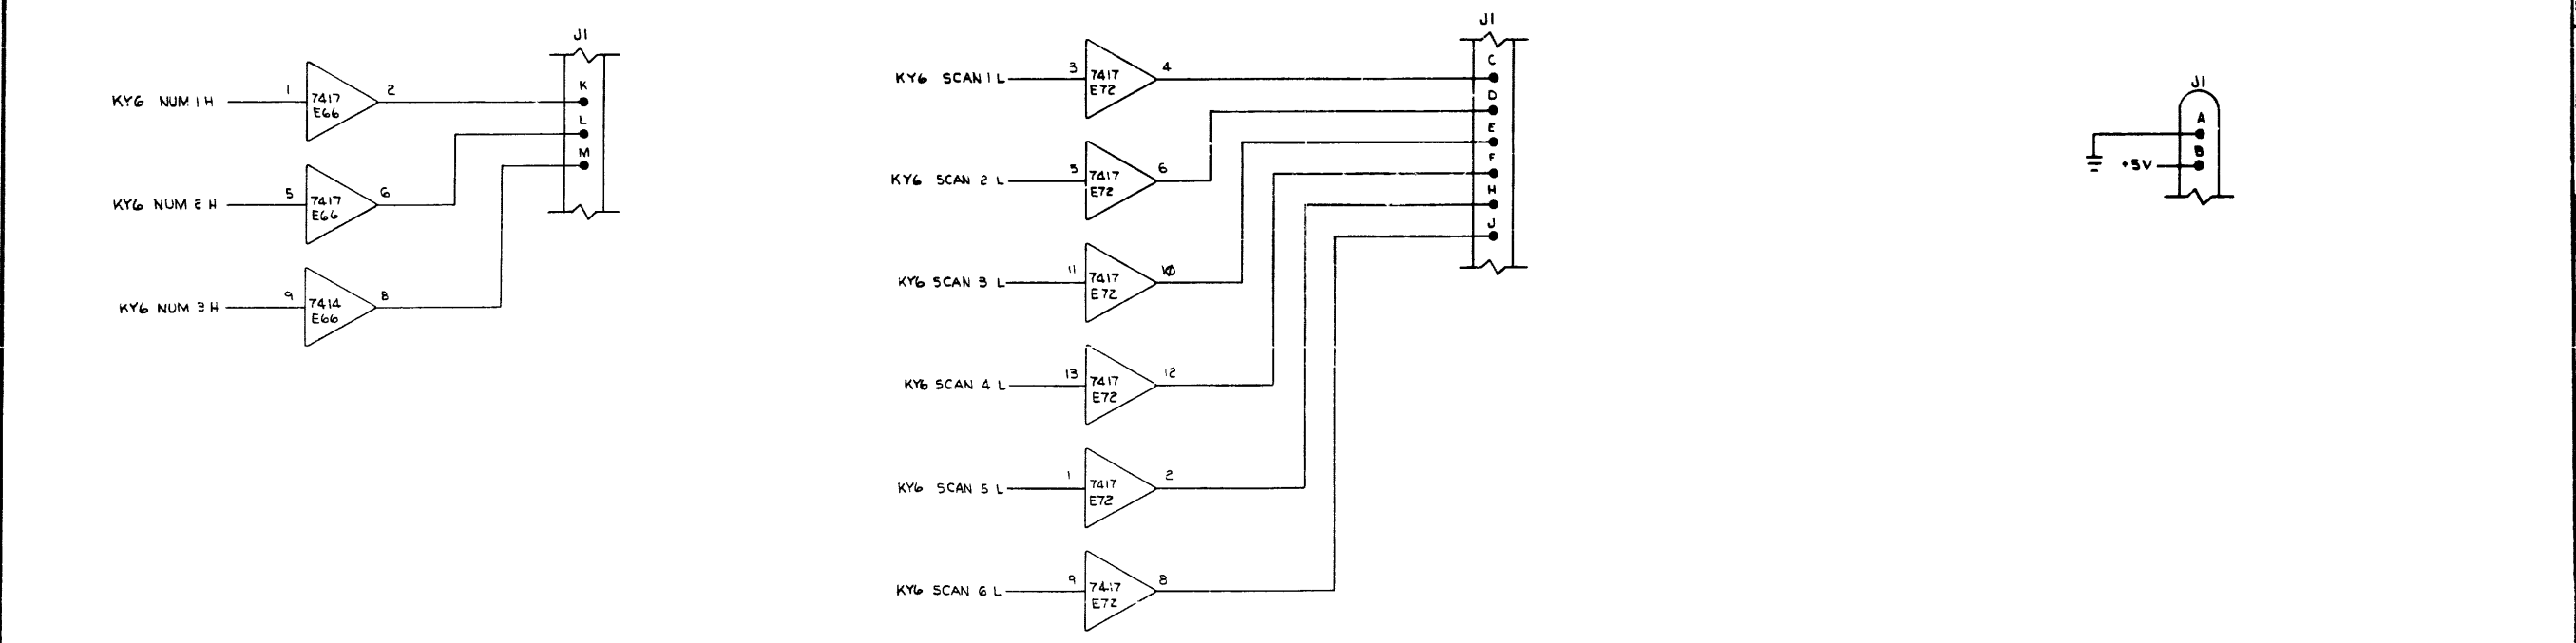 J1
K
L
M
KY6 NUM 1 H
1
7417
E66
2
KY6 NUM 2 H
5
7417
E66
6
KY6 NUM 3 H
9
7414
E66
8
J1
C
D
E
F
H
J
KY6 SCAN 1 L
3
7417
E72
4
KY6 SCAN 2 L
5
7417
E72
6
KY6 SCAN 3 L
11
7417
E72
10
KY6 SCAN 4 L
13
7417
E72
12
KY6 SCAN 5 L
1
7417
E72
2
KY6 SCAN 6 L
9
7417
E72
8
J1
A
B
+5V